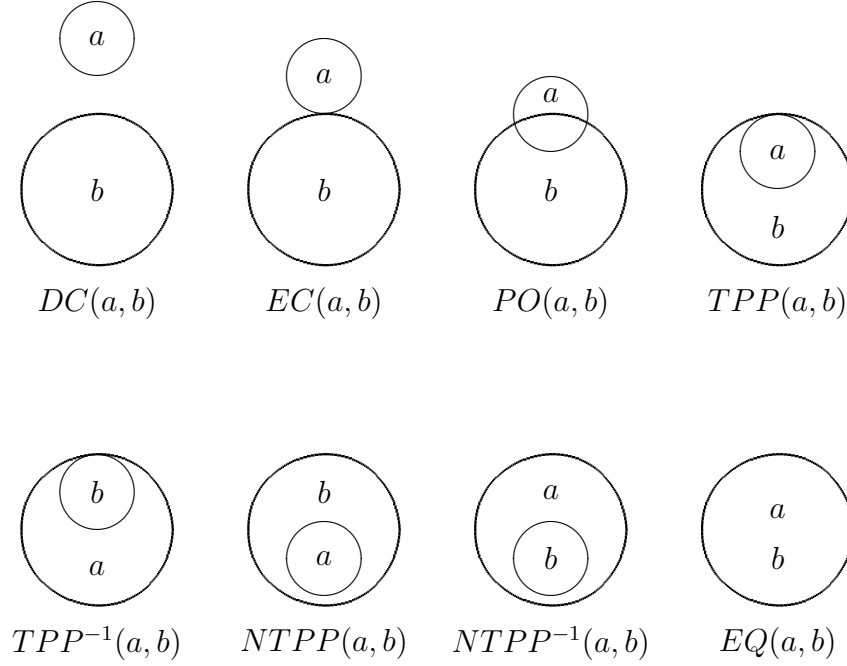 a
a
a
a
b
b
b
b
DC(a, b)
EC(a, b)
PO(a, b)
TPP(a, b)
b
b
a
a
a
a
b
b
TPP⁻¹(a, b)
NTPP(a, b)
NTPP⁻¹(a, b)
EQ(a, b)